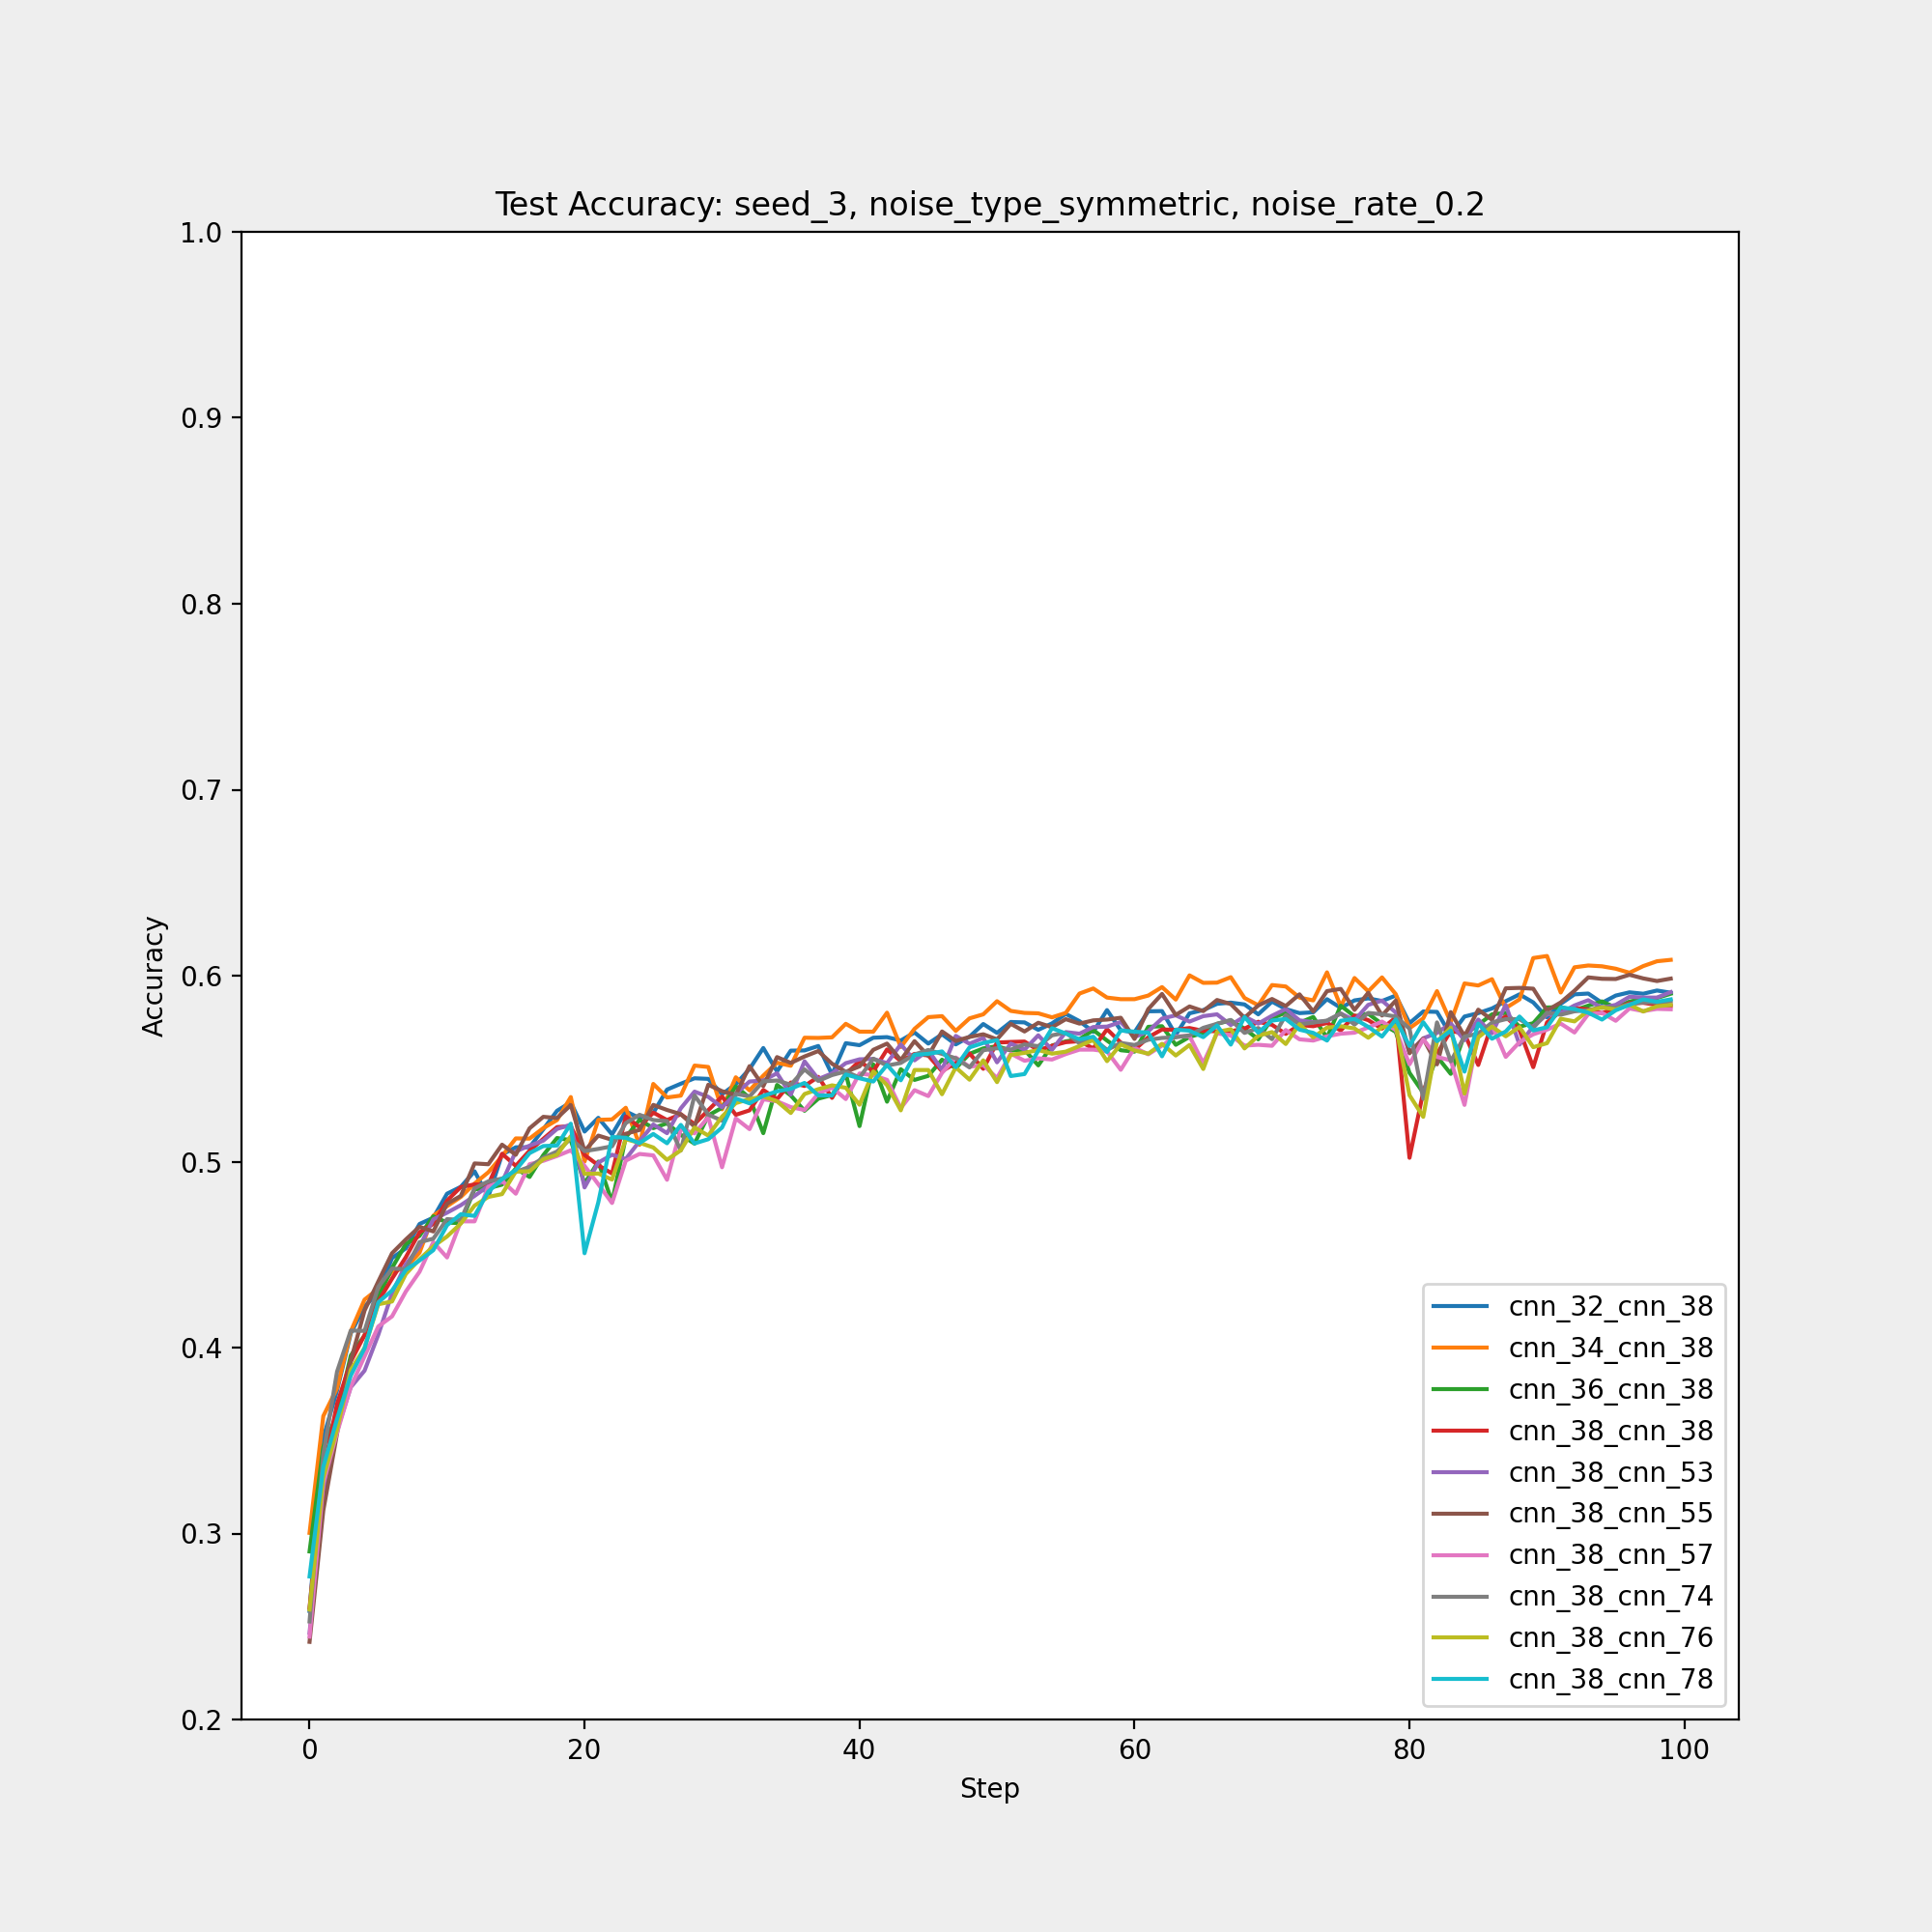 Test Accuracy: seed_3, noise_type_symmetric, noise_rate_0.2
1.0
0.9
0.8
0.7
0.6
0.5
0.4
0.3
0.2
Accuracy
cnn_32_cnn_38
cnn_34_cnn_38
cnn_36_cnn_38
cnn_38_cnn_38
cnn_38_cnn_53
cnn_38_cnn_55
cnn_38_cnn_57
cnn_38_cnn_74
cnn_38_cnn_76
cnn_38_cnn_78
0 20 40 60 80 100
Step